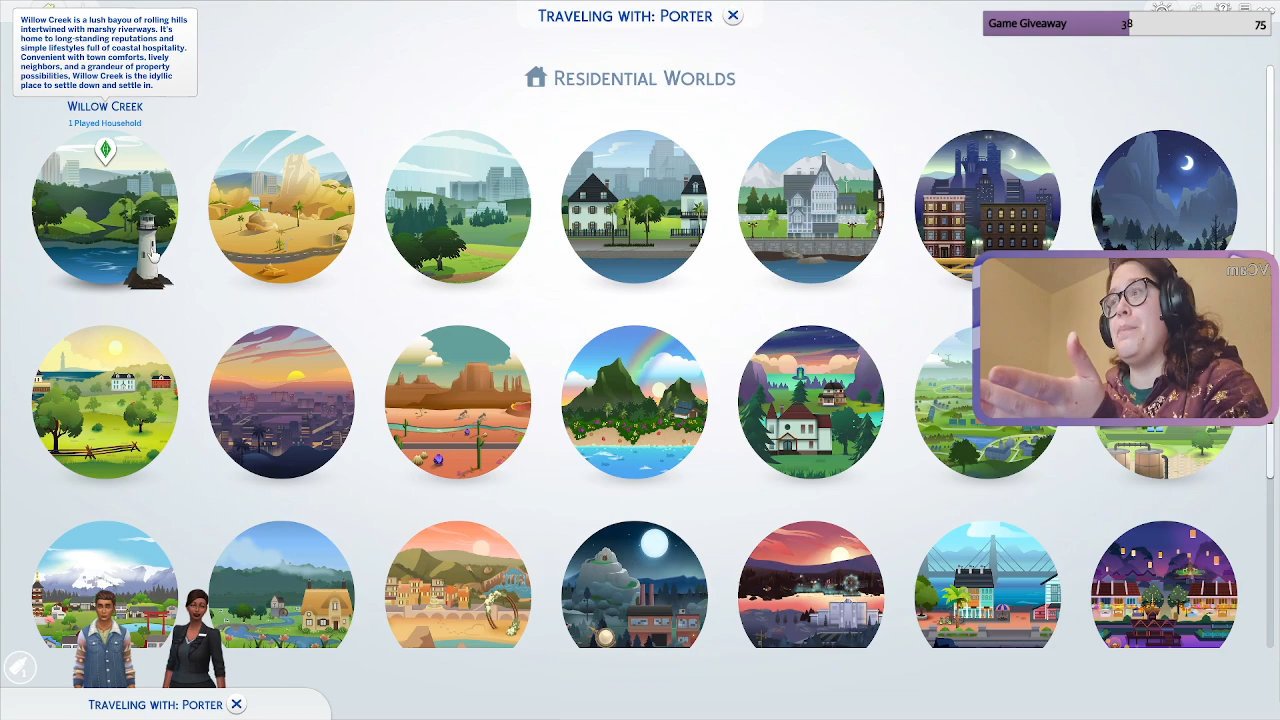 Willow Creek is a lush bayou of rolling hills
intertwined with marshy riverways. It's
home to long-standing reputations and
simple lifestyles full of coastal hospitality.
Convenient with town comforts, lively
neighbors, and a grandeur of property
possibilities, Willow Creek is the idyllic
place to settle down and settle in.
TRAVELING WITH: PORTER
Game Giveaway 38 75
RESIDENTIAL WORLDS
WILLOW CREEK
1 Played Household
VCam
1
TRAVELING WITH: PORTER